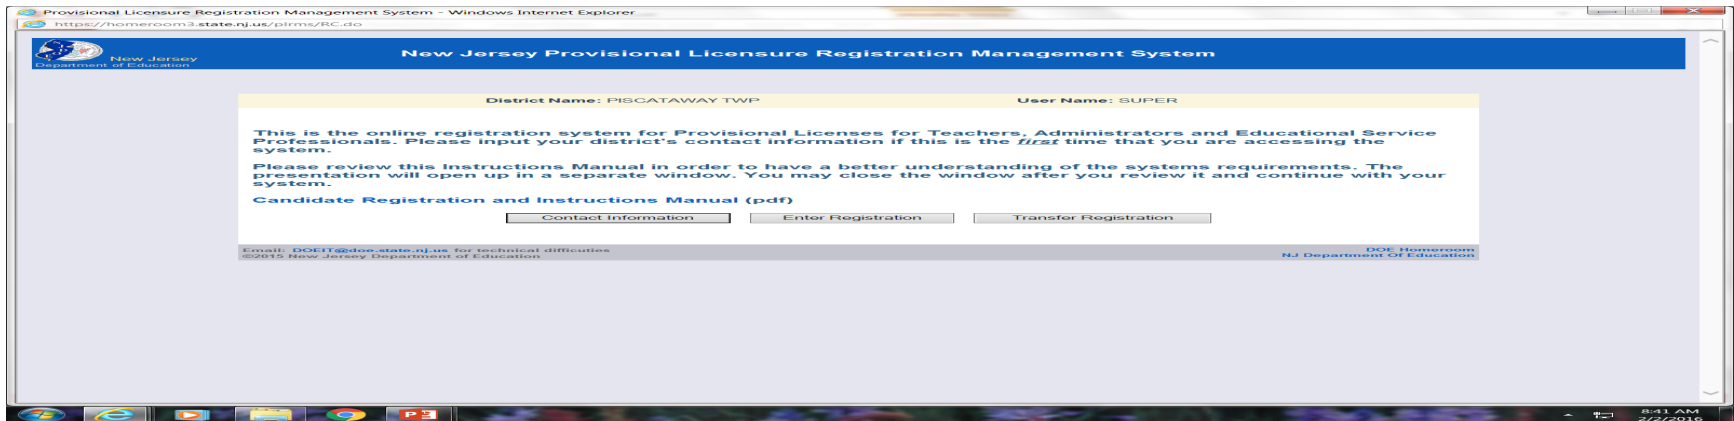 Provisional Licensure Registration Management System - Windows Internet Explorer
https://homeroom3.state.nj.us/plrms/RC.do
New Jersey
Department of Education
New Jersey Provisional Licensure Registration Management System
District Name: PISCATAWAY TWP User Name: SUPER
This is the online registration system for Provisional Licenses for Teachers, Administrators and Educational Service
Professionals. Please input your district's contact information if this is the first time that you are accessing the
system.
Please review this Instructions Manual in order to have a better understanding of the systems requirements. The
presentation will open up in a separate window. You may close the window after you review it and continue with your
system.
Candidate Registration and Instructions Manual (pdf)
Contact Information Enter Registration Transfer Registration
Email: DOEIT@doe.state.nj.us for technical difficuties DOE Homeroom
©2015 New Jersey Department of Education NJ Department Of Education
8:41 AM
2/2/2016